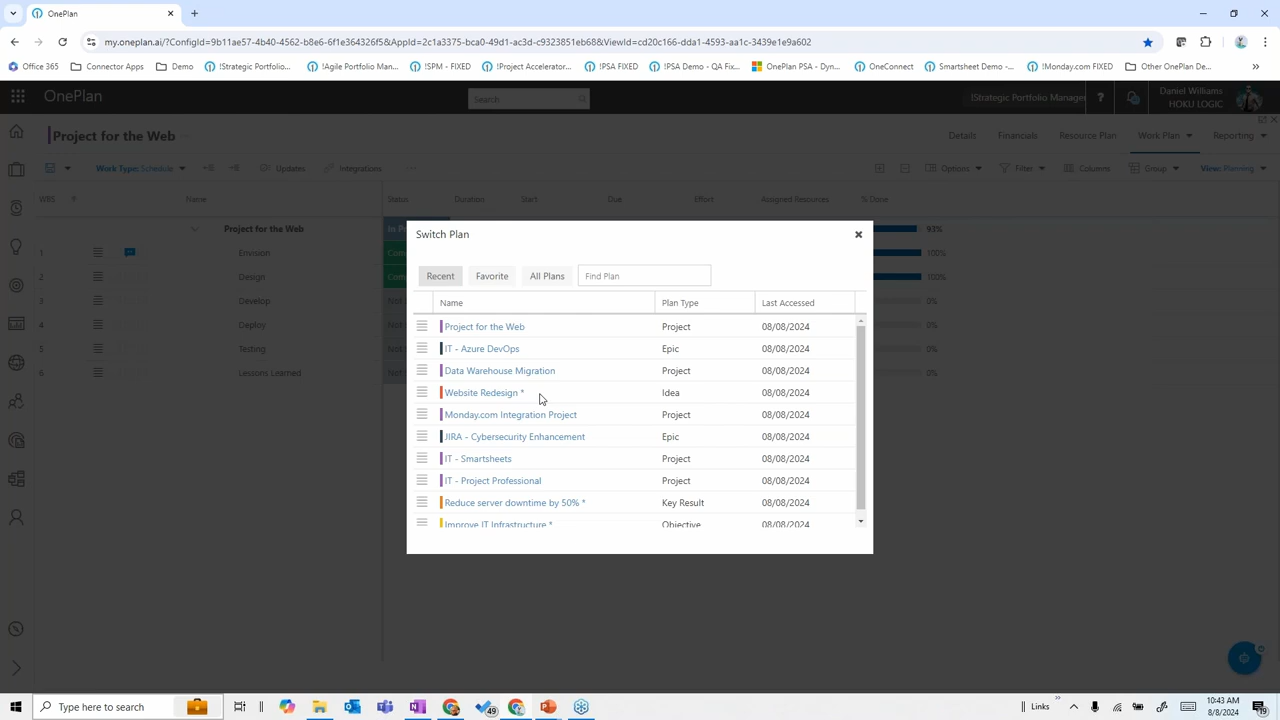 OnePlan
my.oneplan.ai/?ConfigId=9b11ae57-4b40-4562-b8e6-6f1e364326f5&AppId=2c1a3375-bca0-49d1-ac3d-c9323851eb68&ViewId=cd20c166-dda1-4593-aa1c-3439e1e9a602
Office 365 Connector Apps Demo !Strategic Portfolio... !Agile Portfolio Man... !SPM - FIXED !Project Accelerator... !PSA FIXED !PSA Demo - QA Fix... OnePlan PSA - Dyn... OneConnect Smartsheet Demo -... !Monday.com FIXED Other OnePlan De... »
OnePlan Search !Strategic Portfolio Manager ? Daniel Williams
HOKU LOGIC
Project for the Web Details Financials Resource Plan Work Plan Reporting
Work Type: Schedule Updates Integrations Options Filter Columns Group View: Planning
WBS Name Status Duration Start Due Effort Assigned Resources % Done
Project for the Web In P 93%
1 Envision Com 100%
2 Design Com 100%
3 Develop Not 0%
4 Deploy Not 0%
5 Testing Not 0%
6 Lessons Learned Not 0%
Switch Plan
Recent Favorite All Plans Find Plan
Name Plan Type Last Accessed
Project for the Web Project 08/08/2024
IT - Azure DevOps Epic 08/08/2024
Data Warehouse Migration Project 08/08/2024
Website Redesign * Idea 08/08/2024
Monday.com Integration Project Project 08/08/2024
JIRA - Cybersecurity Enhancement Epic 08/08/2024
IT - Smartsheets Project 08/08/2024
IT - Project Professional Project 08/08/2024
Reduce server downtime by 50% * Key Result 08/08/2024
Improve IT Infrastructure * Objective 08/08/2024
Type here to search 49 Links » 10:43 AM
8/8/2024 19